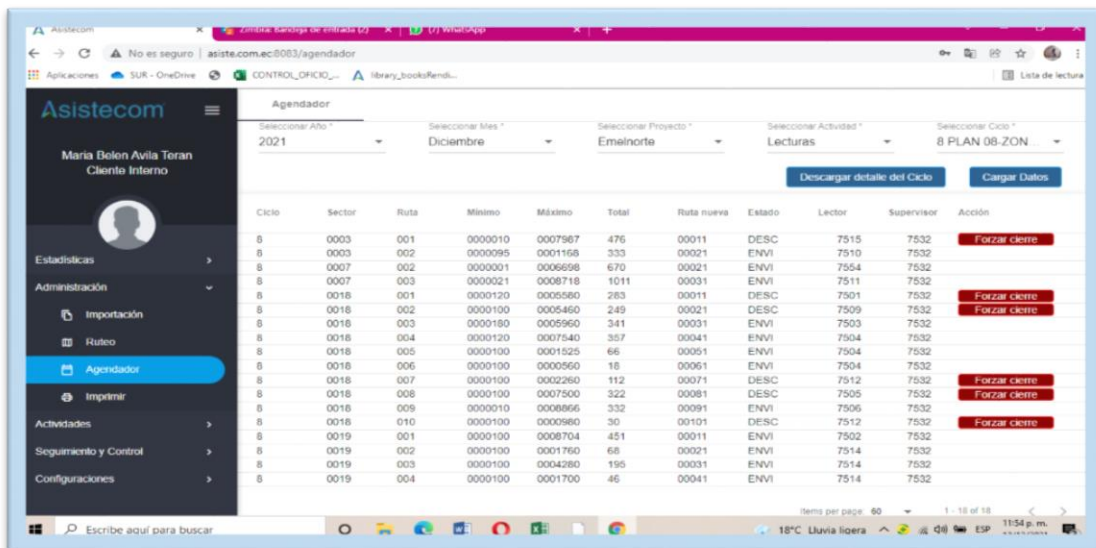 Asistecom
Zimbra: Bandeja de entrada (2)
(7) WhatsApp
No es seguro | asiste.com.ec:8083/agendador
Aplicaciones SUR - OneDrive CONTROL_OFICIO_... library_booksRendi...
Lista de lectura
Asistecom
Maria Belen Avila Teran
Cliente Interno
Estadísticas
Administración
Importación
Ruteo
Agendador
Imprimir
Actividades
Seguimiento y Control
Configuraciones
Agendador
Seleccionar Año * Seleccionar Mes * Seleccionar Proyecto * Seleccionar Actividad * Seleccionar Ciclo *
2021 Diciembre Emelnorte Lecturas 8 PLAN 08-ZON...
Descargar detalle del Ciclo Cargar Datos
Ciclo Sector Ruta Mínimo Máximo Total Ruta nueva Estado Lector Supervisor Acción
8 0003 001 0000010 0007987 476 00011 DESC 7515 7532 Forzar cierre
8 0003 002 0000095 0001168 333 00021 ENVI 7510 7532
8 0007 002 0000001 0006698 670 00021 ENVI 7554 7532
8 0007 003 0000021 0008718 1011 00031 ENVI 7511 7532
8 0018 001 0000120 0005580 283 00011 DESC 7501 7532 Forzar cierre
8 0018 002 0000100 0005460 249 00021 DESC 7509 7532 Forzar cierre
8 0018 003 0000180 0005960 341 00031 ENVI 7503 7532
8 0018 004 0000120 0007540 357 00041 ENVI 7504 7532
8 0018 005 0000100 0001525 66 00051 ENVI 7504 7532
8 0018 006 0000100 0000560 18 00061 ENVI 7504 7532
8 0018 007 0000100 0002260 112 00071 DESC 7512 7532 Forzar cierre
8 0018 008 0000100 0007500 322 00081 DESC 7505 7532 Forzar cierre
8 0018 009 0000010 0008866 332 00091 ENVI 7506 7532
8 0018 010 0000100 0000980 30 00101 DESC 7512 7532 Forzar cierre
8 0019 001 0000100 0008704 451 00011 ENVI 7502 7532
8 0019 002 0000100 0001760 68 00021 ENVI 7514 7532
8 0019 003 0000100 0004280 195 00031 ENVI 7514 7532
8 0019 004 0000100 0001700 46 00041 ENVI 7514 7532
Items per page: 60 1 - 18 of 18
Escribe aquí para buscar
18°C Lluvia ligera ESP 11:54 p. m.